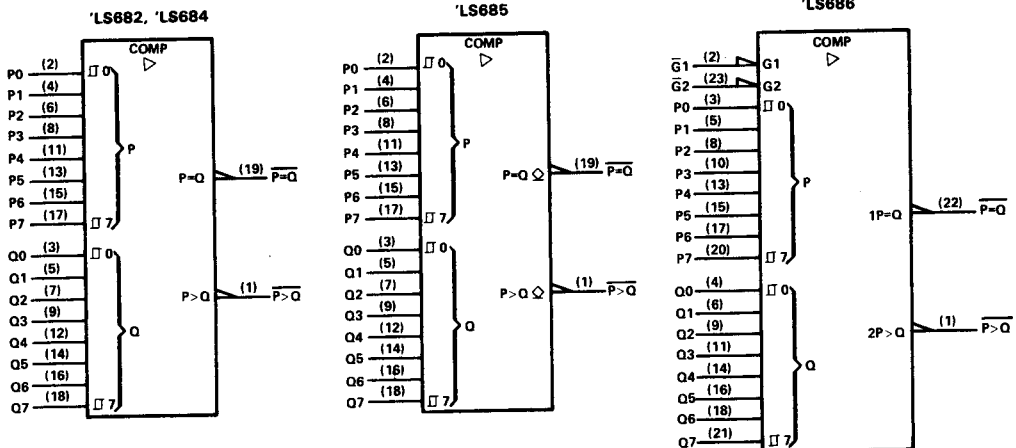 'LS682, 'LS684
COMP
▷
P0 (2) ⎍ 0
P1 (4)
P2 (6)
P3 (8)
P4 (11)
P5 (13)
P6 (15)
P7 (17) ⎍ 7
P
Q0 (3) ⎍ 0
Q1 (5)
Q2 (7)
Q3 (9)
Q4 (12)
Q5 (14)
Q6 (16)
Q7 (18) ⎍ 7
Q
P=Q (19) P̅=̅Q̅
P>Q (1) P̅>̅Q̅
'LS685
COMP
▷
P0 (2) ⎍ 0
P1 (4)
P2 (6)
P3 (8)
P4 (11)
P5 (13)
P6 (15)
P7 (17) ⎍ 7
P
Q0 (3) ⎍ 0
Q1 (5)
Q2 (7)
Q3 (9)
Q4 (12)
Q5 (14)
Q6 (16)
Q7 (18) ⎍ 7
Q
P=Q ◇ (19) P̅=̅Q̅
P>Q ◇ (1) P̅>̅Q̅
'LS686
COMP
▷
G̅1 (2) G1
G̅2 (23) G2
P0 (3) ⎍ 0
P1 (5)
P2 (8)
P3 (10)
P4 (13)
P5 (15)
P6 (17)
P7 (20) ⎍ 7
P
Q0 (4) ⎍ 0
Q1 (6)
Q2 (9)
Q3 (11)
Q4 (14)
Q5 (16)
Q6 (18)
Q7 (21) ⎍ 7
Q
1P=Q (22) P̅=̅Q̅
2P>Q (1) P̅>̅Q̅